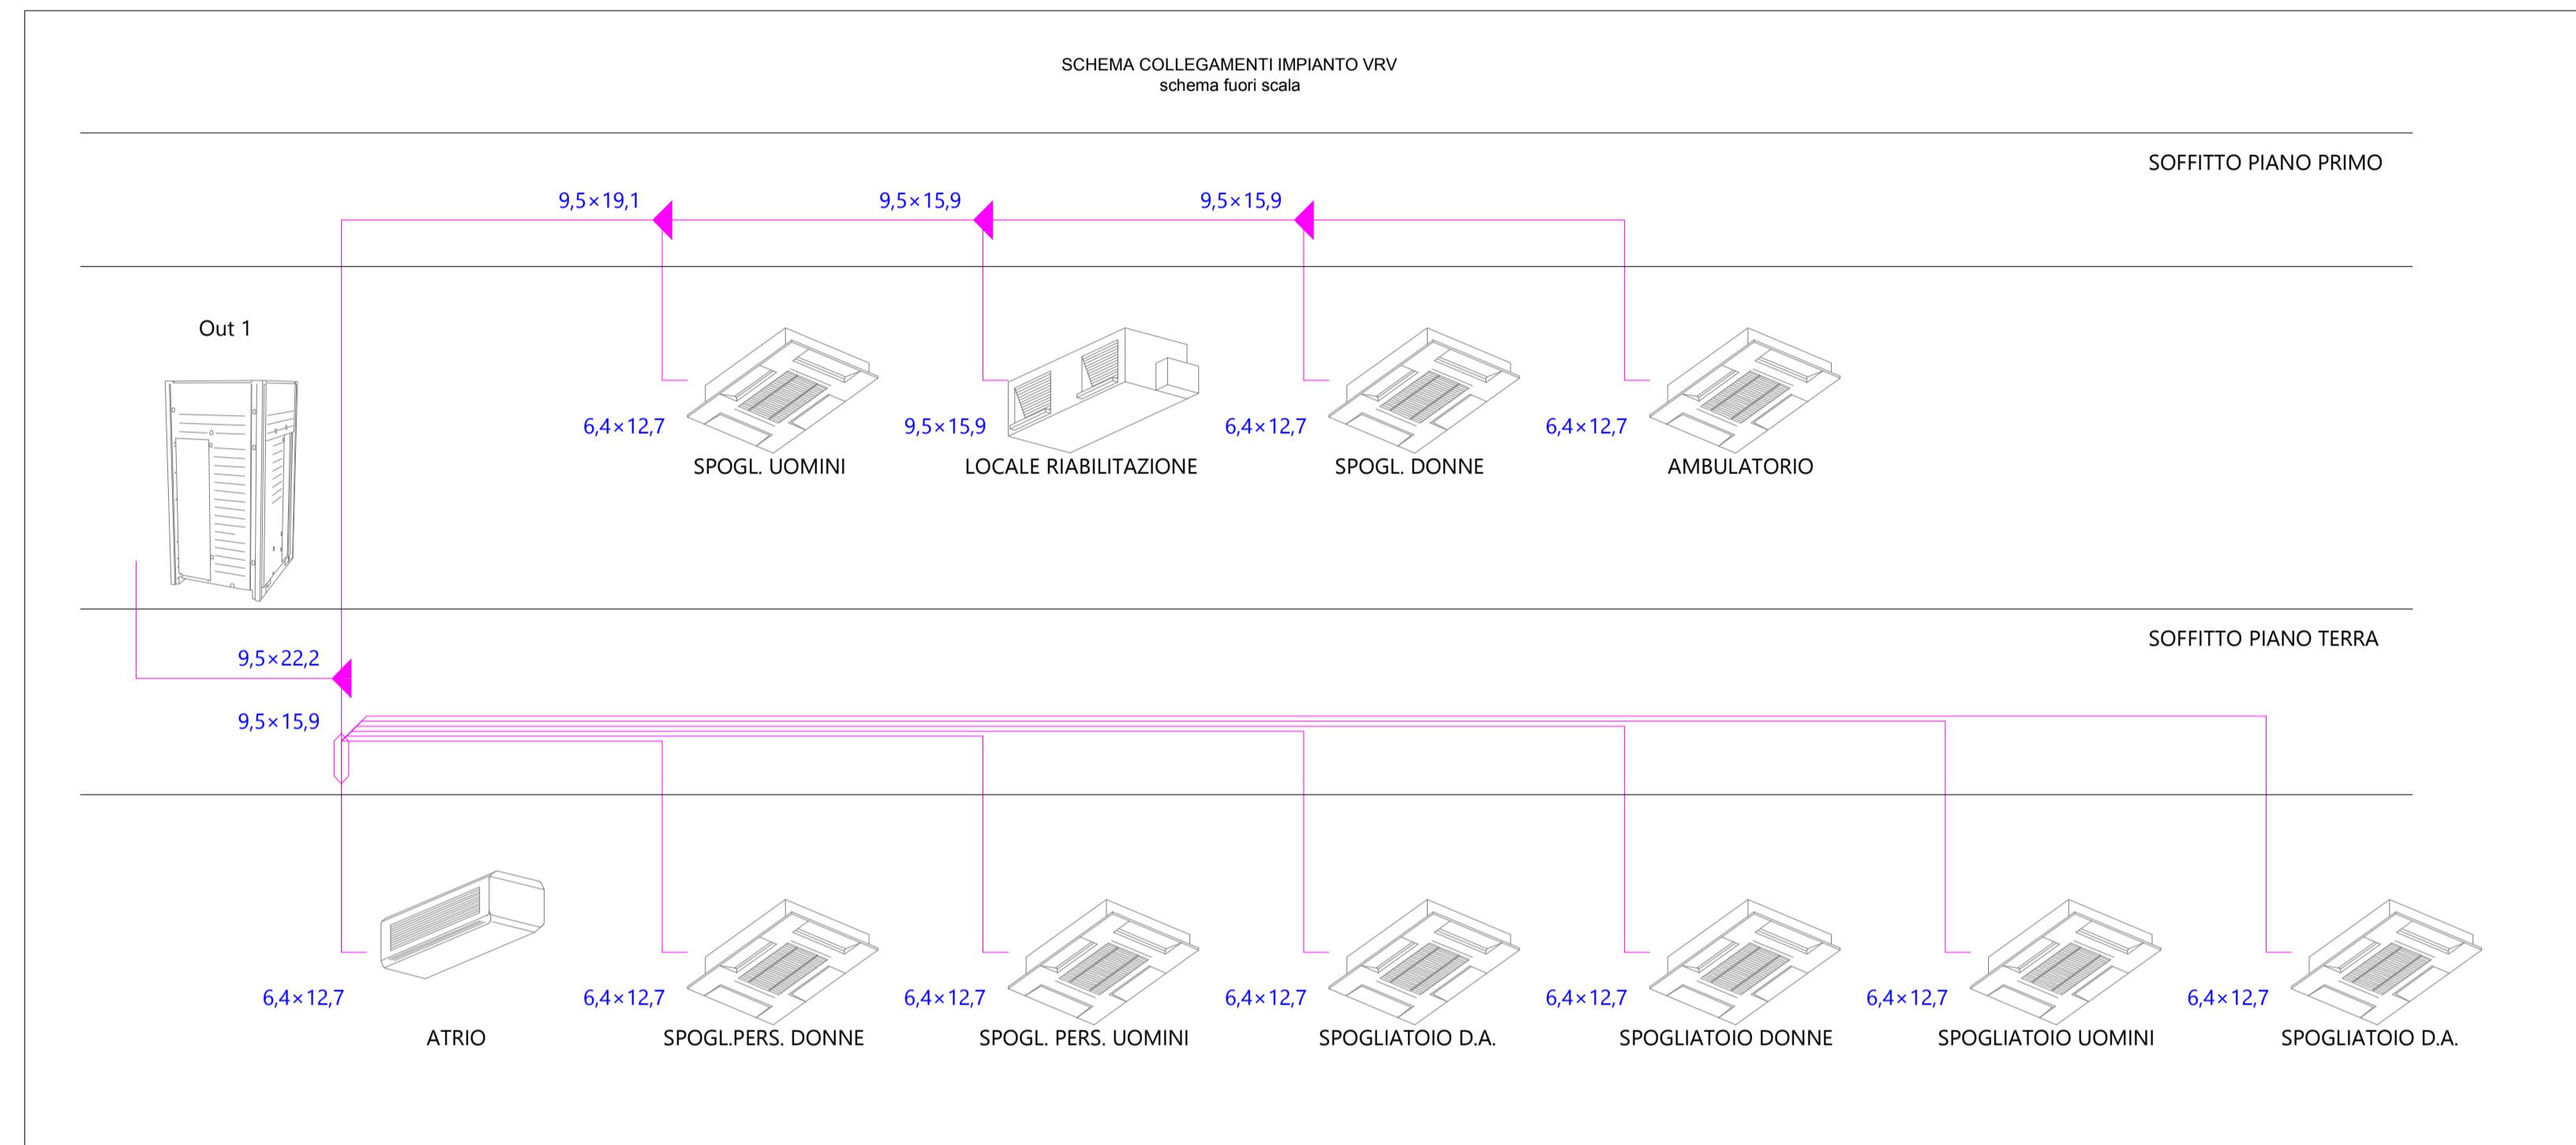 SCHEMA COLLEGAMENTI IMPIANTO VRV
schema fuori scala
SOFFITTO PIANO PRIMO
9,5×19,1
9,5×15,9
9,5×15,9
Out 1
6,4×12,7
9,5×15,9
6,4×12,7
6,4×12,7
SPOGL. UOMINI
LOCALE RIABILITAZIONE
SPOGL. DONNE
AMBULATORIO
SOFFITTO PIANO TERRA
9,5×22,2
9,5×15,9
6,4×12,7
6,4×12,7
6,4×12,7
6,4×12,7
6,4×12,7
6,4×12,7
6,4×12,7
ATRIO
SPOGL.PERS. DONNE
SPOGL. PERS. UOMINI
SPOGLIATOIO D.A.
SPOGLIATOIO DONNE
SPOGLIATOIO UOMINI
SPOGLIATOIO D.A.